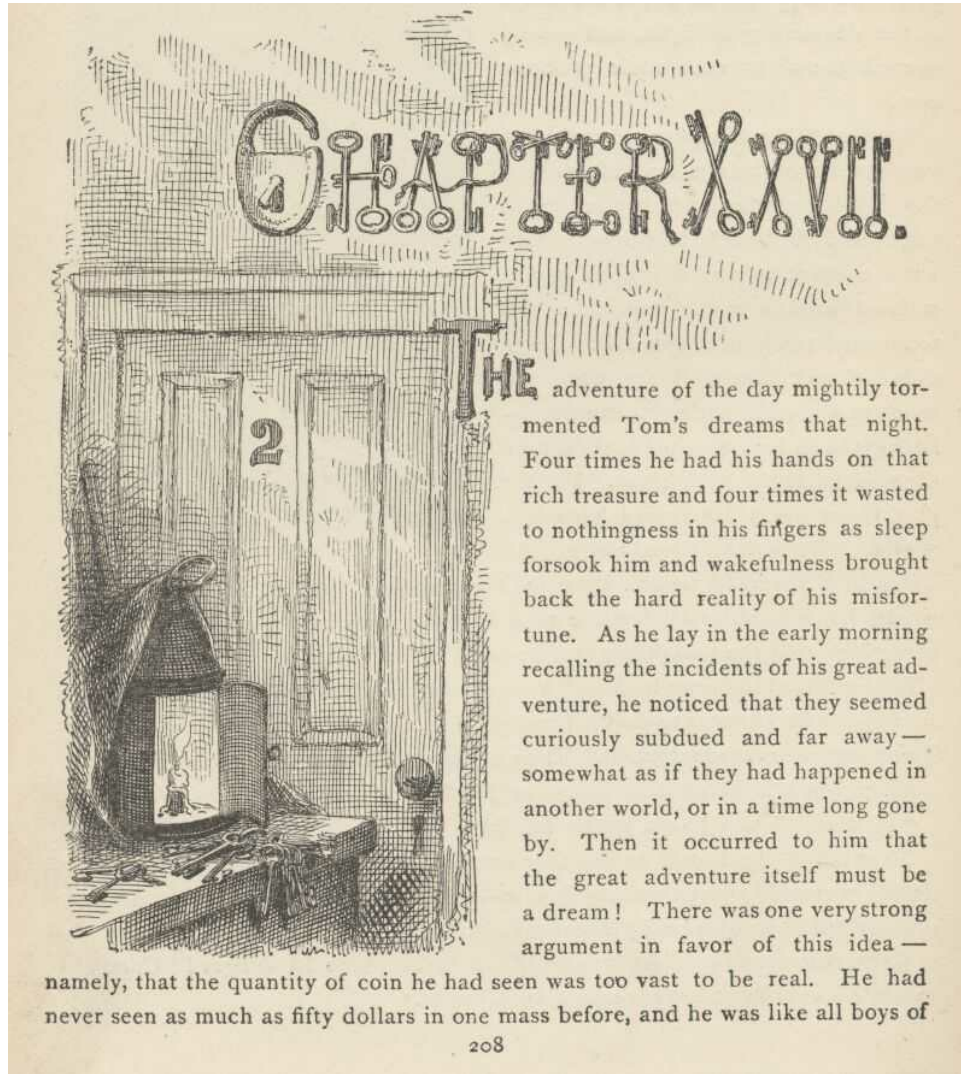 CHAPTER XXVII.
2
THE adventure of the day mightily tor-
mented Tom's dreams that night.
Four times he had his hands on that
rich treasure and four times it wasted
to nothingness in his fingers as sleep
forsook him and wakefulness brought
back the hard reality of his misfor-
tune. As he lay in the early morning
recalling the incidents of his great ad-
venture, he noticed that they seemed
curiously subdued and far away—
somewhat as if they had happened in
another world, or in a time long gone
by. Then it occurred to him that
the great adventure itself must be
a dream! There was one very strong
argument in favor of this idea—
namely, that the quantity of coin he had seen was too vast to be real. He had
never seen as much as fifty dollars in one mass before, and he was like all boys of
208